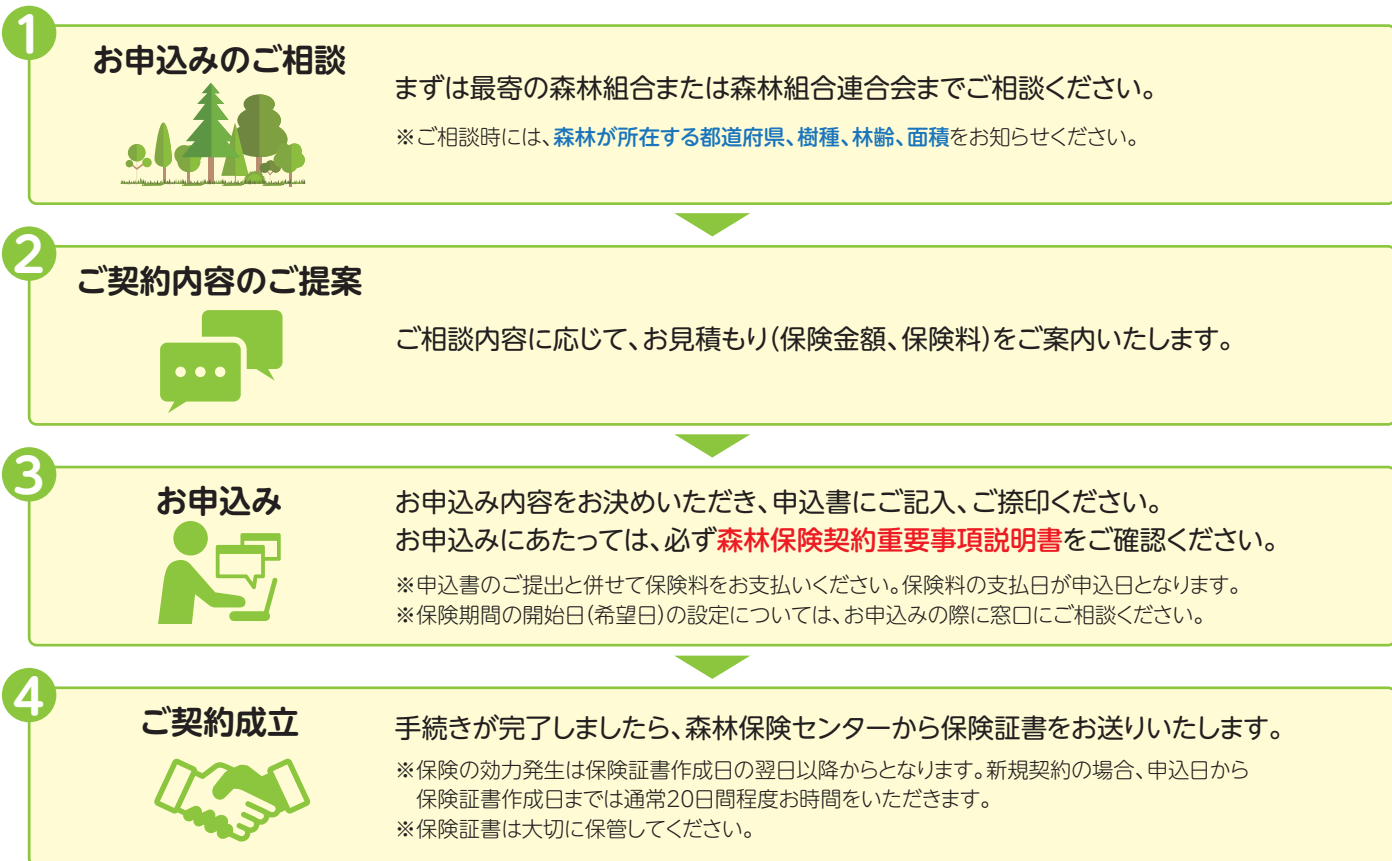 1
お申込みのご相談
まずは最寄の森林組合または森林組合連合会までご相談ください。
※ご相談時には、森林が所在する都道府県、樹種、林齢、面積をお知らせください。
2
ご契約内容のご提案
ご相談内容に応じて、お見積もり(保険金額、保険料)をご案内いたします。
3
お申込み
お申込み内容をお決めいただき、申込書にご記入、ご捺印ください。
お申込みにあたっては、必ず森林保険契約重要事項説明書をご確認ください。
※申込書のご提出と併せて保険料をお支払いください。保険料の支払日が申込日となります。
※保険期間の開始日(希望日)の設定については、お申込みの際に窓口にご相談ください。
4
ご契約成立
手続きが完了しましたら、森林保険センターから保険証書をお送りいたします。
※保険の効力発生は保険証書作成日の翌日以降からとなります。新規契約の場合、申込日から
保険証書作成日までは通常20日間程度お時間をいただきます。
※保険証書は大切に保管してください。